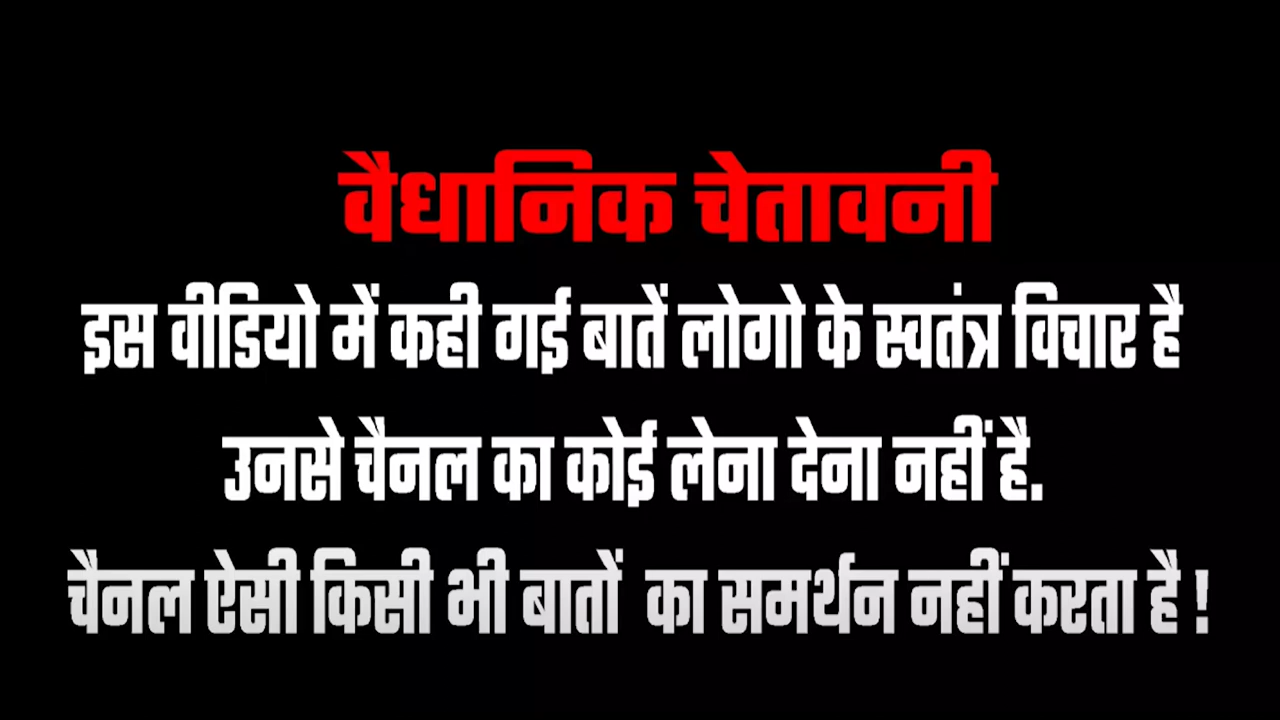 वैधानिक चेतावनी
इस वीडियो में कही गई बातें लोगो के स्वतंत्र विचार है
उनसे चैनल का कोई लेना देना नहीं है.
चैनल ऐसी किसी भी बातों का समर्थन नहीं करता है !